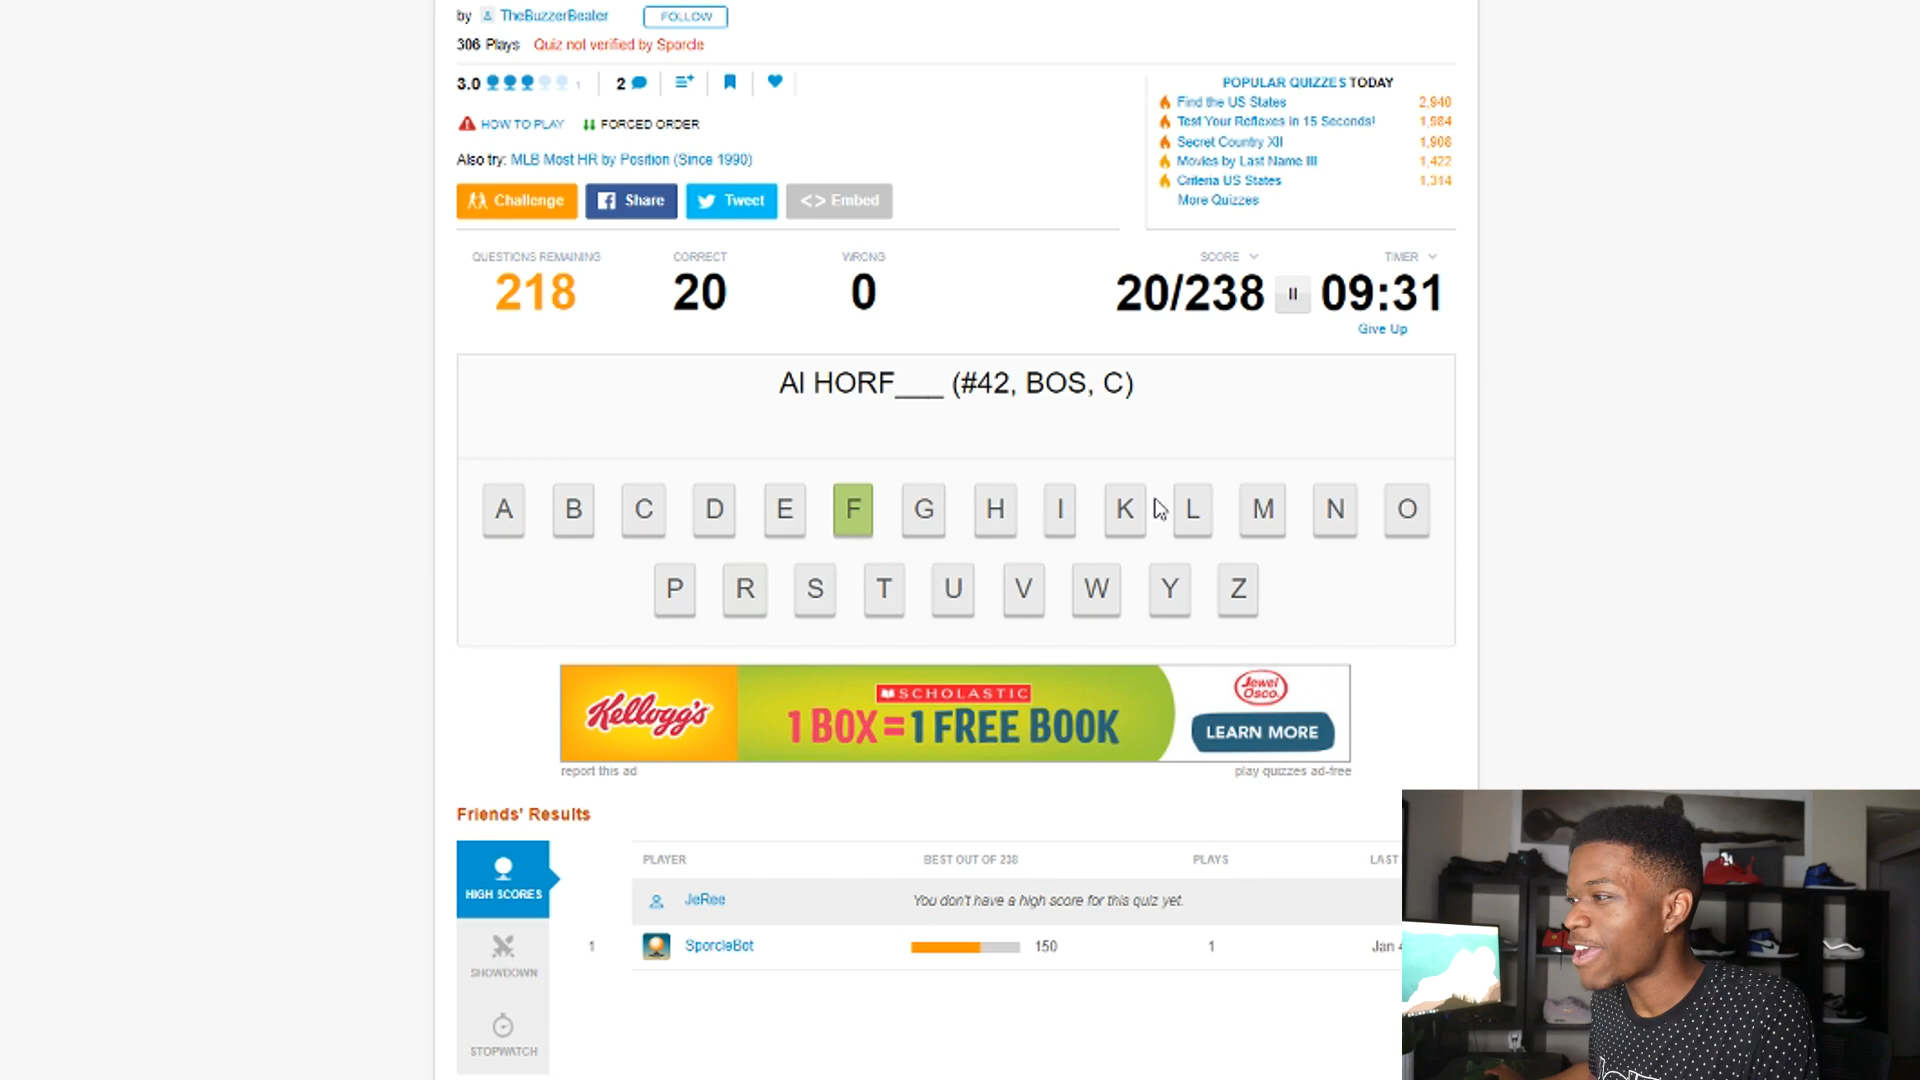 by TheBuzzerBeater FOLLOW
306 Plays Quiz not verified by Sporcle
3.0 1 2
HOW TO PLAY FORCED ORDER
Also try: MLB Most HR by Position (Since 1990)
Challenge Share Tweet <> Embed
POPULAR QUIZZES TODAY
Find the US States 2,940
Test Your Reflexes in 15 Seconds! 1,984
Secret Country XII 1,908
Movies by Last Name III 1,422
Criteria US States 1,314
More Quizzes
QUESTIONS REMAINING CORRECT WRONG SCORE TIMER
218 20 0 20/238 09:31
Give Up
Al HORF___ (#42, BOS, C)
A B C D E F G H I K L M N O
P R S T U V W Y Z
Kellogg's
SCHOLASTIC
1 BOX=1 FREE BOOK
Jewel Osco
LEARN MORE
report this ad play quizzes ad-free
Friends' Results
HIGH SCORES
SHOWDOWN
STOPWATCH
PLAYER BEST OUT OF 238 PLAYS LAST
JeRee You don't have a high score for this quiz yet.
1 SporcleBot 150 1 Jan